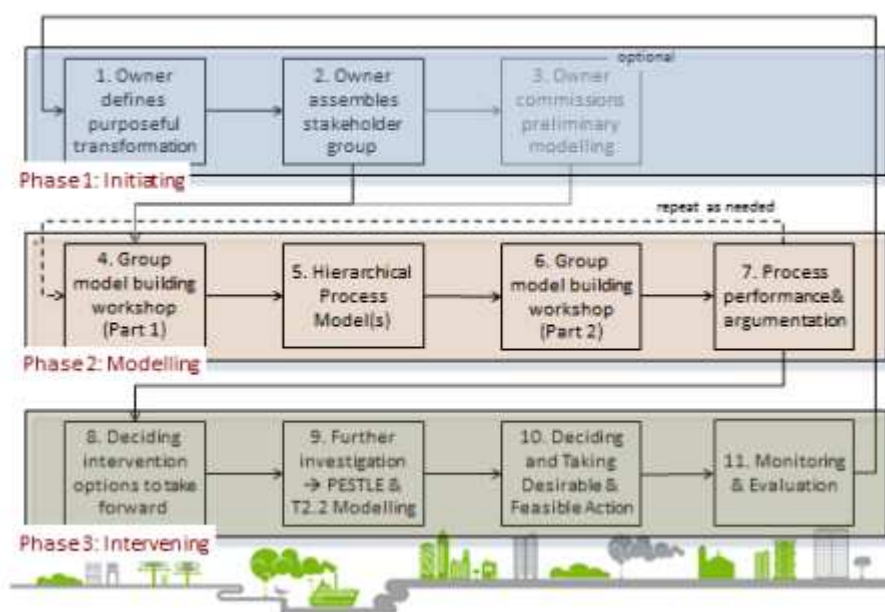 optional
1. Owner
defines
purposeful
transformation
2. Owner
assembles
stakeholder
group
3. Owner
commissions
preliminary
modelling
Phase 1: Initiating
repeat as needed
4. Group
model building
workshop
(Part 1)
5. Hierarchical
Process
Model(s)
6. Group
model building
workshop
(Part 2)
7. Process
performance &
argumentation
Phase 2: Modelling
8. Deciding
intervention
options to take
forward
9. Further
investigation
→ PESTLE &
T2.2 Modelling
10. Deciding
and Taking
Desirable &
Feasible Action
11. Monitoring
& Evaluation
Phase 3: Intervening